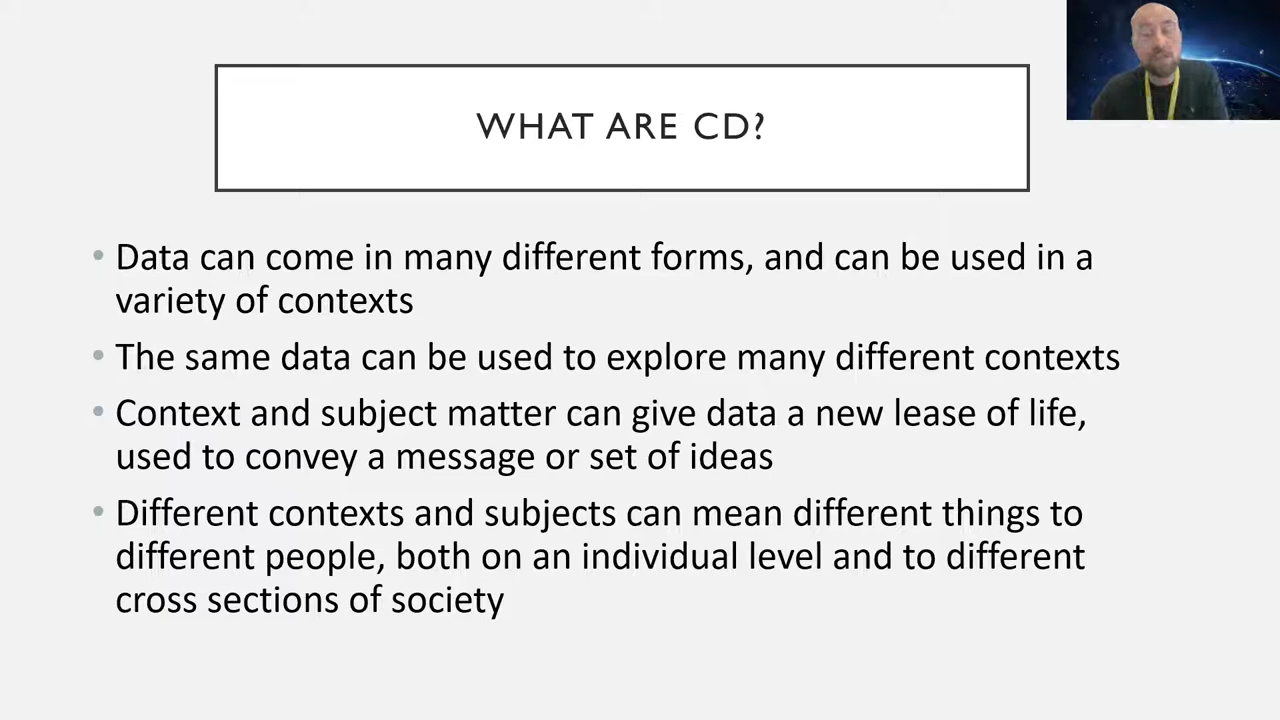 WHAT ARE CD?
• Data can come in many different forms, and can be used in a
variety of contexts
• The same data can be used to explore many different contexts
• Context and subject matter can give data a new lease of life,
used to convey a message or set of ideas
• Different contexts and subjects can mean different things to
different people, both on an individual level and to different
cross sections of society